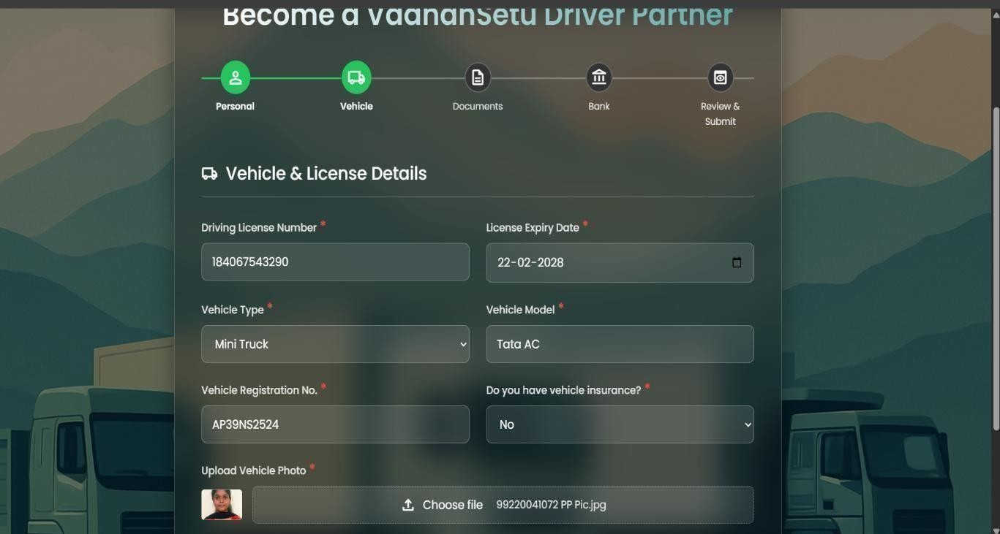 Become a VaahanSetu Driver Partner
Personal
Vehicle
Documents
Bank
Review &
Submit
Vehicle & License Details
Driving License Number *
License Expiry Date *
184067543290
22-02-2028
Vehicle Type *
Vehicle Model *
Mini Truck
Tata AC
Vehicle Registration No. *
Do you have vehicle insurance? *
AP39NS2524
No
Upload Vehicle Photo *
Choose file 99220041072 PP Pic.jpg